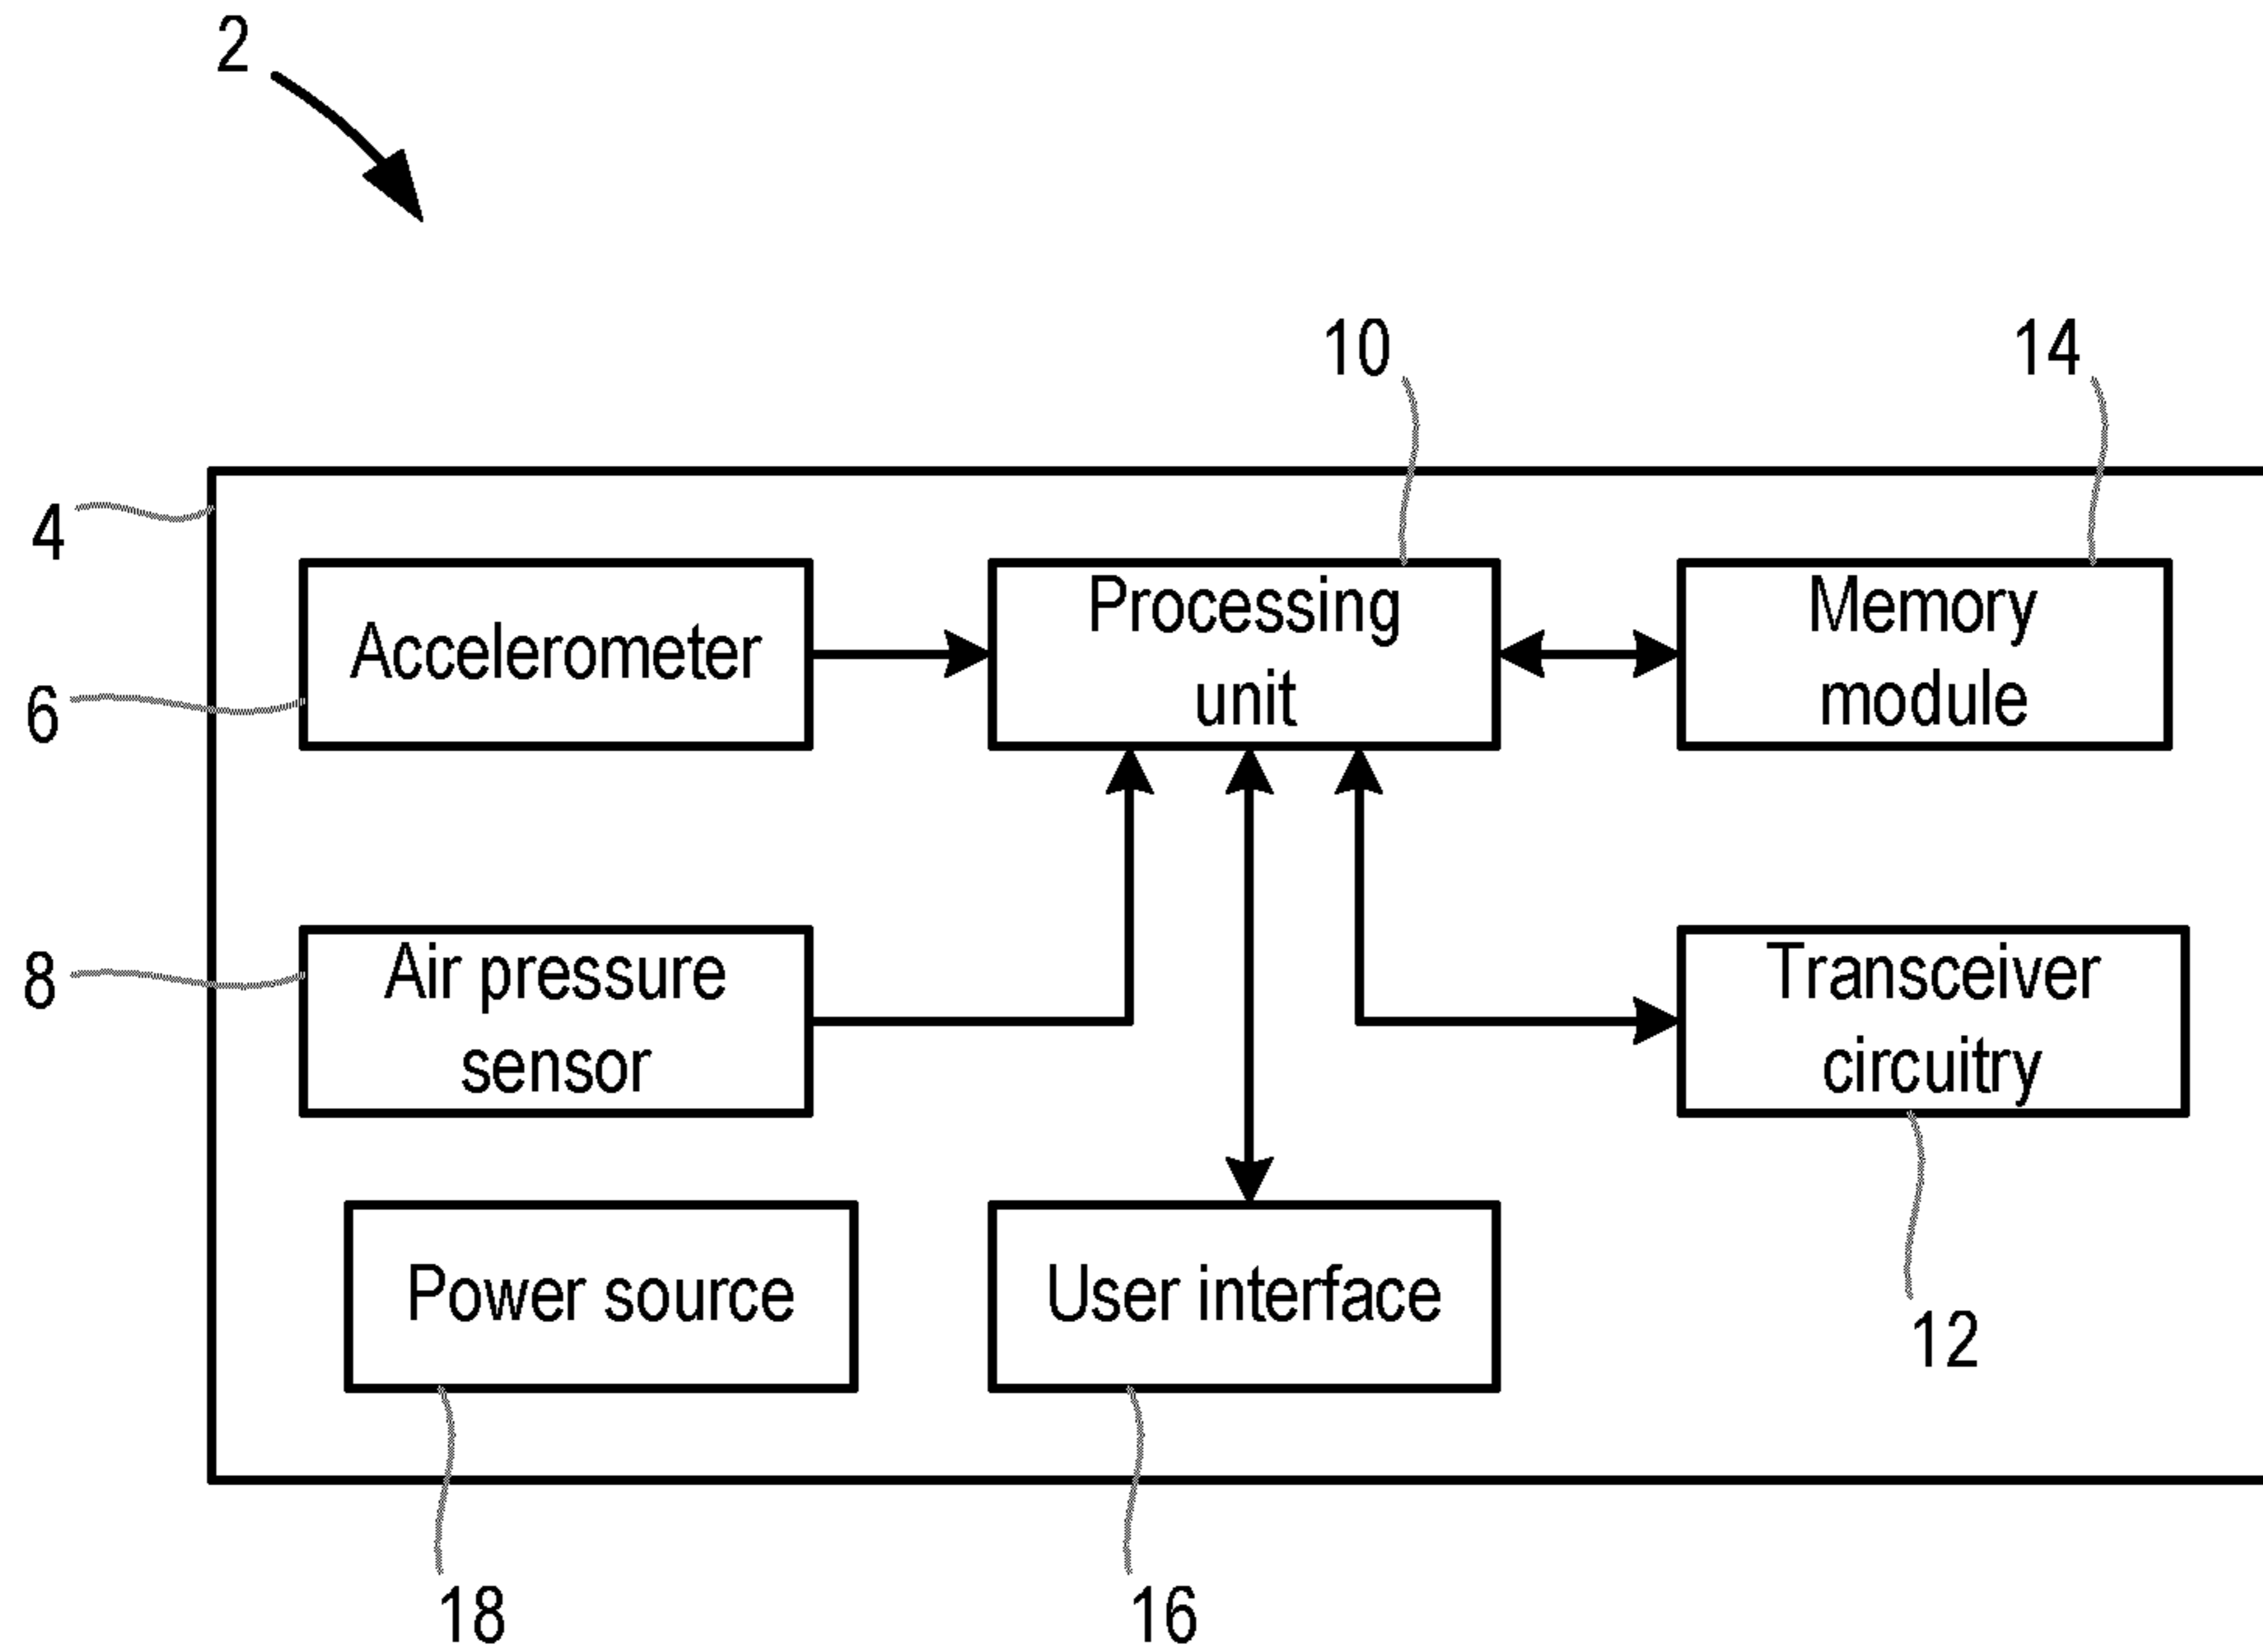 2
10
14
4
Accelerometer
Processing
unit
Memory
module
6
8
Air pressure
sensor
Transceiver
circuitry
Power source
User interface
12
18
16